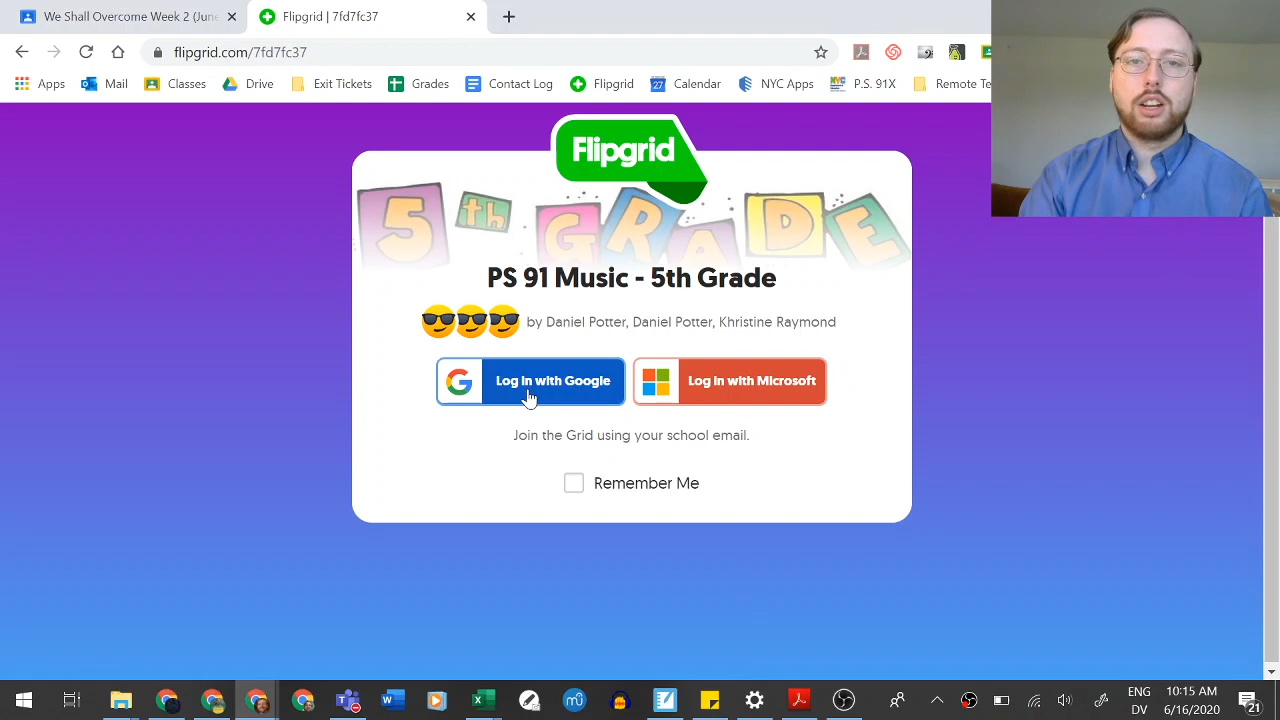 We Shall Overcome Week 2 (June
Flipgrid | 7fd7fc37
flipgrid.com/7fd7fc37
Apps
Mail
Classes
Drive
Exit Tickets
Grades
Contact Log
Flipgrid
Calendar
NYC Apps
P.S. 91X
Remote Te
Flipgrid
5th GRADE
PS 91 Music - 5th Grade
by Daniel Potter, Daniel Potter, Khristine Raymond
Log in with Google
Log in with Microsoft
Join the Grid using your school email.
Remember Me
ENG
DV
10:15 AM
6/16/2020
21